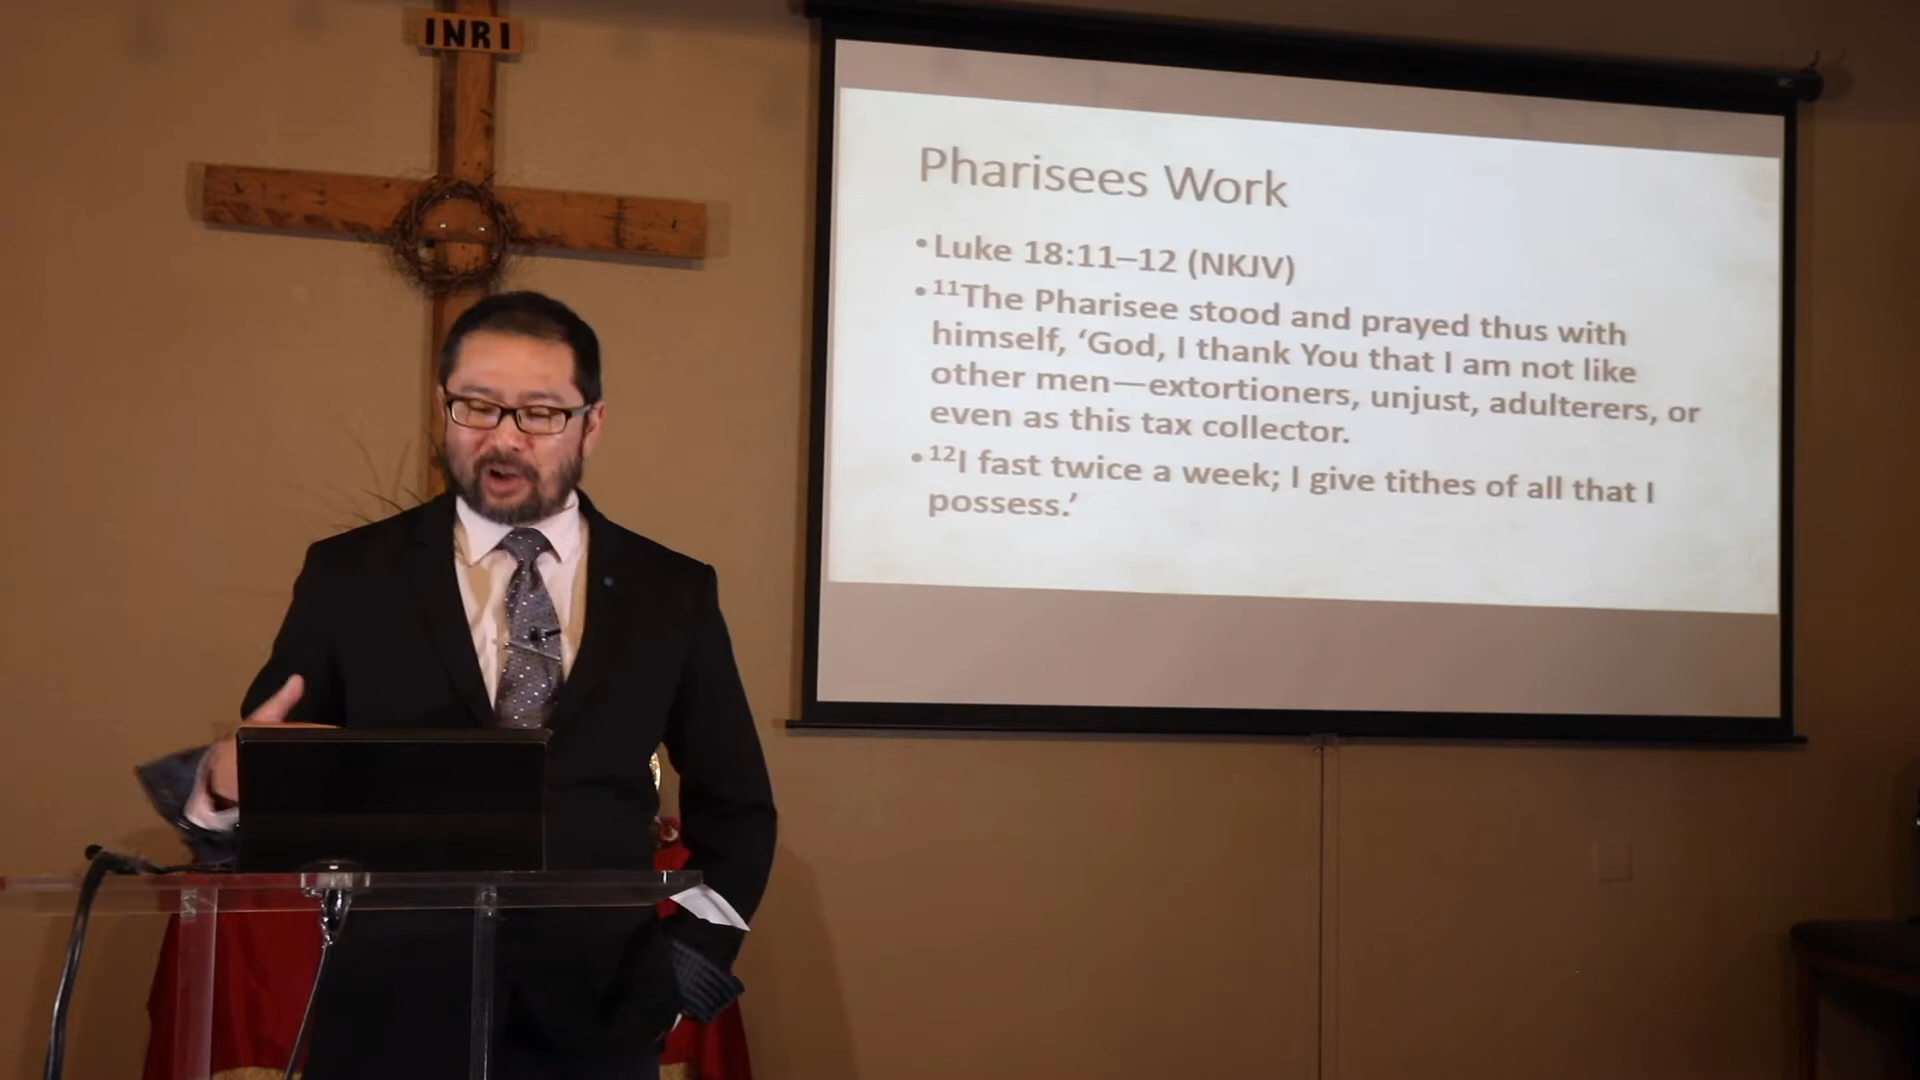 INRI
Pharisees Work
• Luke 18:11–12 (NKJV)
• ¹¹The Pharisee stood and prayed thus with
himself, ‘God, I thank You that I am not like
other men—extortioners, unjust, adulterers, or
even as this tax collector.
• ¹²I fast twice a week; I give tithes of all that I
possess.’